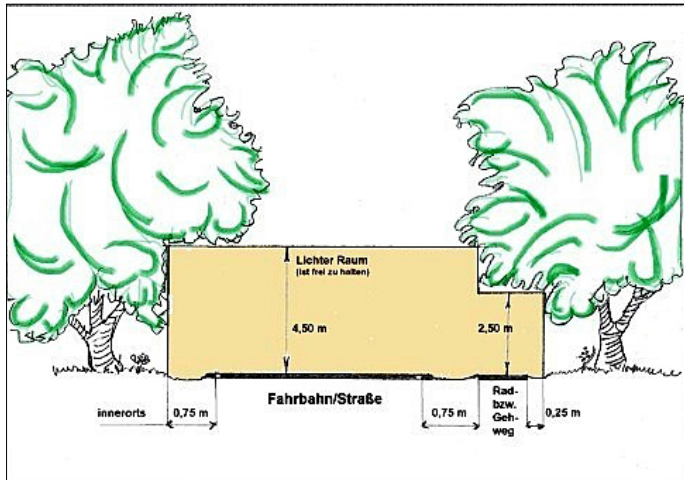 Lichter Raum
(ist frei zu halten)
4,50 m
2,50 m
innerorts
0,75 m
Fahrbahn/Straße
0,75 m
Rad-
bzw.
Geh-
weg
0,25 m